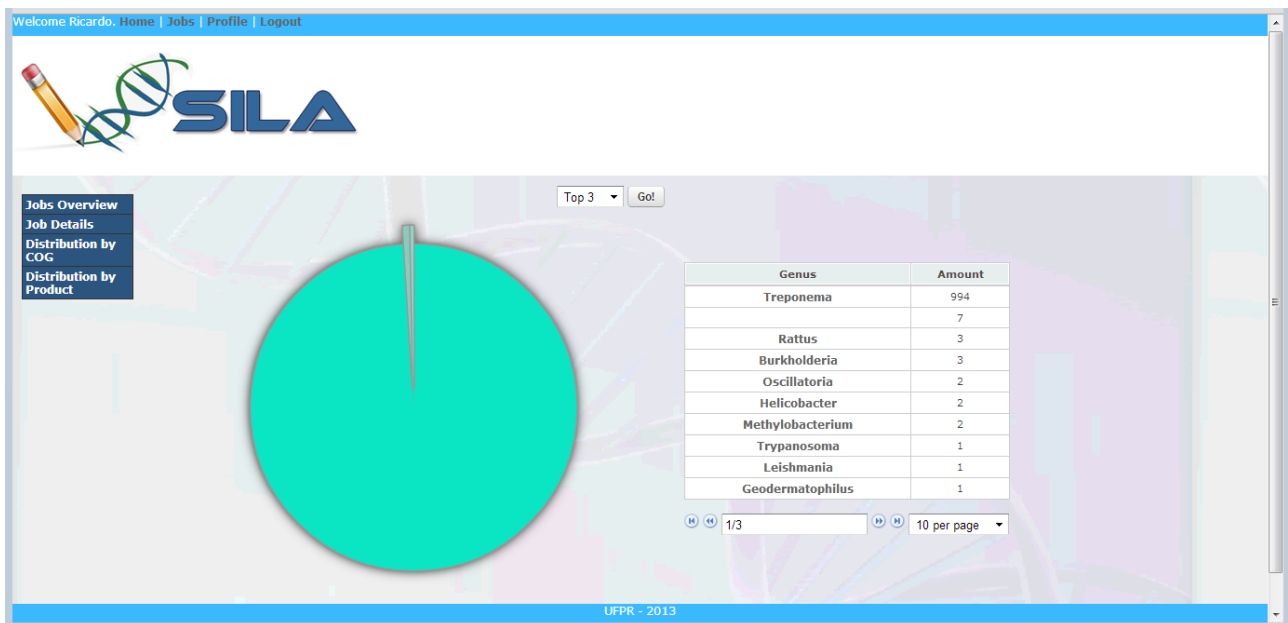 Welcome Ricardo. Home | Jobs | Profile | Logout
SILA
Top 3 Go!
Jobs Overview
Job Details
Distribution by
COG
Distribution by
Product
Genus Amount
Treponema 994
7
Rattus 3
Burkholderia 3
Oscillatoria 2
Helicobacter 2
Methylobacterium 2
Trypanosoma 1
Leishmania 1
Geodermatophilus 1
1/3 10 per page
UFPR - 2013